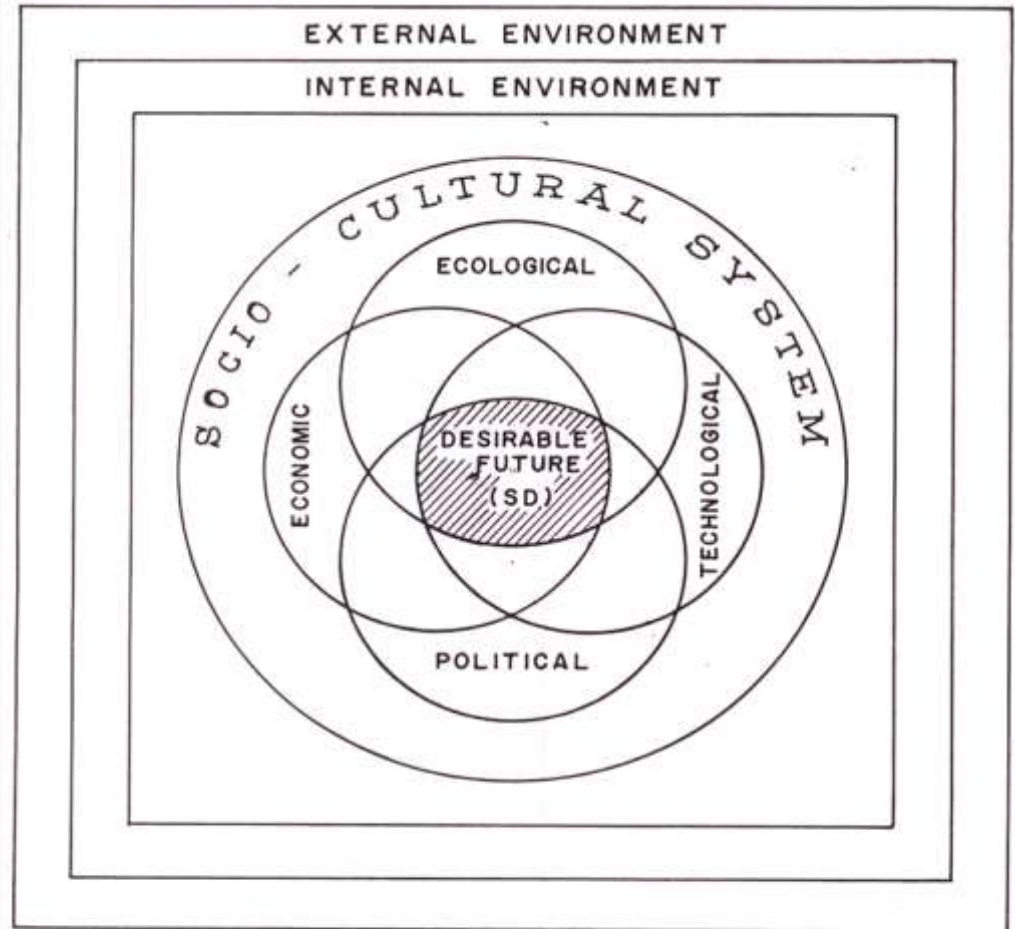 EXTERNAL ENVIRONMENT
INTERNAL ENVIRONMENT
SOCIO - CULTURAL SYSTEM
ECOLOGICAL
ECONOMIC
TECHNOLOGICAL
DESIRABLE
FUTURE
(SD)
POLITICAL